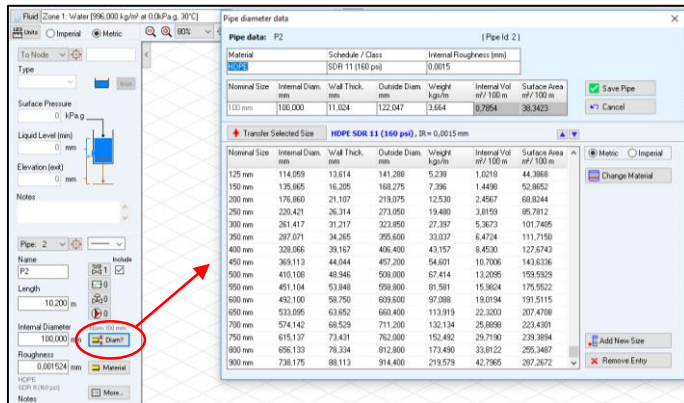 Fluid Zone 1: Water [996,000 kg/m³ at 0.0kPa.g, 30°C]
Units Imperial Metric 80%
To Node
Type
Surface Pressure
0 kPa.g
Liquid Level (min)
0 mm
Elevation (exit)
0 mm
Notes
Pipe: 2
Name Include
P2 1
Length 0
10,200 m 0
0
Internal Diameter Nom: 100 mm
100,000 mm Diam?
Roughness
0.001524 mm Material
HDPE
SDR 11 (160 psi) More...
Notes
Pipe diameter data
Pipe data: P2 ( Pipe Id: 2 )
Material Schedule / Class Internal Roughness (mm)
HDPE SDR 11 (160 psi) 0,0015
Nominal Size Internal Diam. Wall Thick. Outside Diam. Weight Internal Vol Surface Area
mm mm mm kgs/m m³/ 100 m m²/ 100 m
100 mm 100,000 11,024 122,047 3,664 0,7854 38,3423
Save Pipe
Cancel
Transfer Selected Size HDPE SDR 11 (160 psi) , IR = 0,0015 mm
Nominal Size Internal Diam. Wall Thick. Outside Diam. Weight Internal Vol Surface Area
mm mm mm kgs/m m³/ 100 m m²/ 100 m
125 mm 114,059 13,614 141,288 5,238 1,0218 44,3868
150 mm 135,865 16,205 168,275 7,396 1,4498 52,8652
200 mm 176,860 21,107 219,075 12,530 2,4567 68,8244
250 mm 220,421 26,314 273,050 19,480 3,8159 85,7812
300 mm 261,417 31,217 323,850 27,397 5,3673 101,7405
350 mm 287,071 34,265 355,600 33,037 6,4724 111,7150
400 mm 328,066 39,167 406,400 43,157 8,4530 127,6743
450 mm 369,113 44,044 457,200 54,601 10,7006 143,6336
500 mm 410,108 48,946 508,000 67,414 13,2095 159,5929
550 mm 451,104 53,848 558,800 81,581 15,9824 175,5522
600 mm 492,100 58,750 609,600 97,088 19,0194 191,5115
650 mm 533,095 63,652 660,400 113,919 22,3203 207,4708
700 mm 574,142 68,529 711,200 132,134 25,8898 223,4301
750 mm 615,137 73,431 762,000 152,492 29,7190 239,3894
800 mm 656,133 78,334 812,800 173,490 33,8122 255,3487
900 mm 738,175 88,113 914,400 219,579 42,7965 287,2672
Metric Imperial
Change Material
Add New Size
Remove Entry